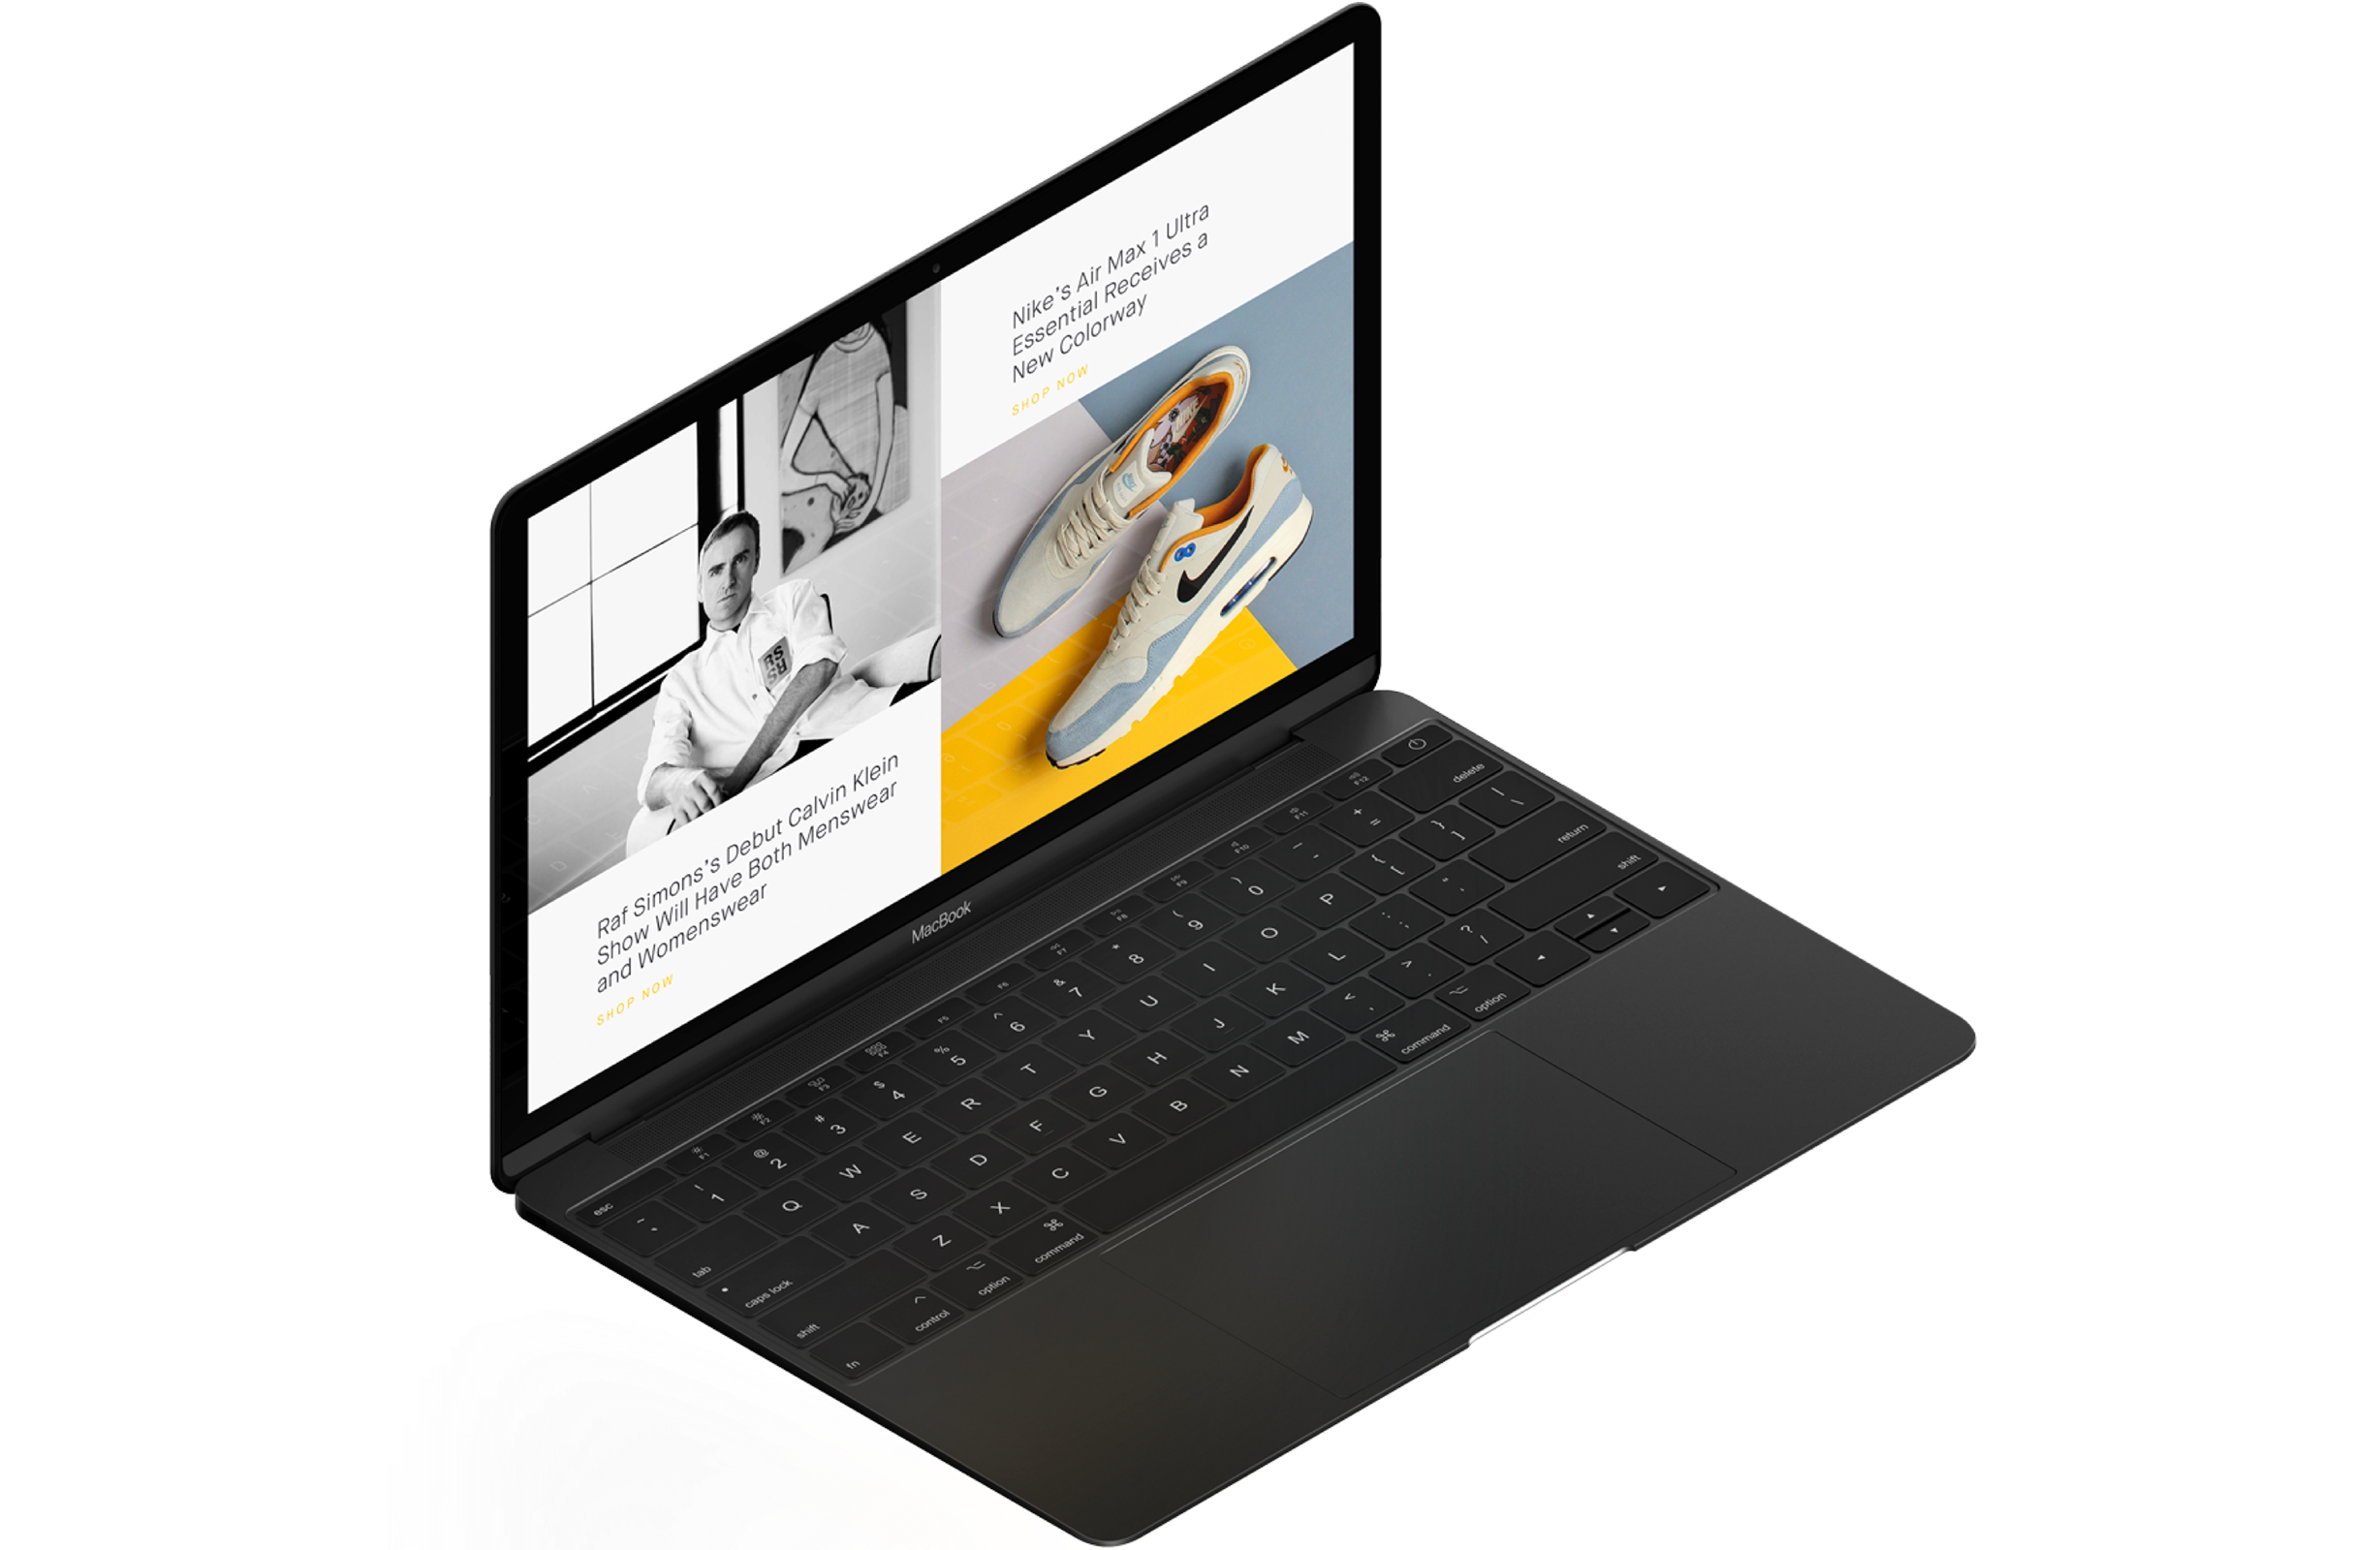 Nike's Air Max 1 Ultra
Essential Receives a
New Colorway
SHOP NOW
RS
Raf Simons's Debut Calvin Klein
Show Will Have Both Menswear
and Womenswear
SHOP NOW
MacBook
esc
F1
F2
F3
F4
F5
F6
F7
F8
F9
F10
F11
F12
~ `
! 1
@ 2
# 3
$ 4
% 5
^ 6
& 7
* 8
( 9
) 0
_ -
+ =
delete
tab
Q W E R T Y U I O P { [ } ] | \
caps lock
A S D F G H J K L : ; " '
return
shift
Z X C V B N M < , > . ? /
shift
fn
control
option
command
command
option